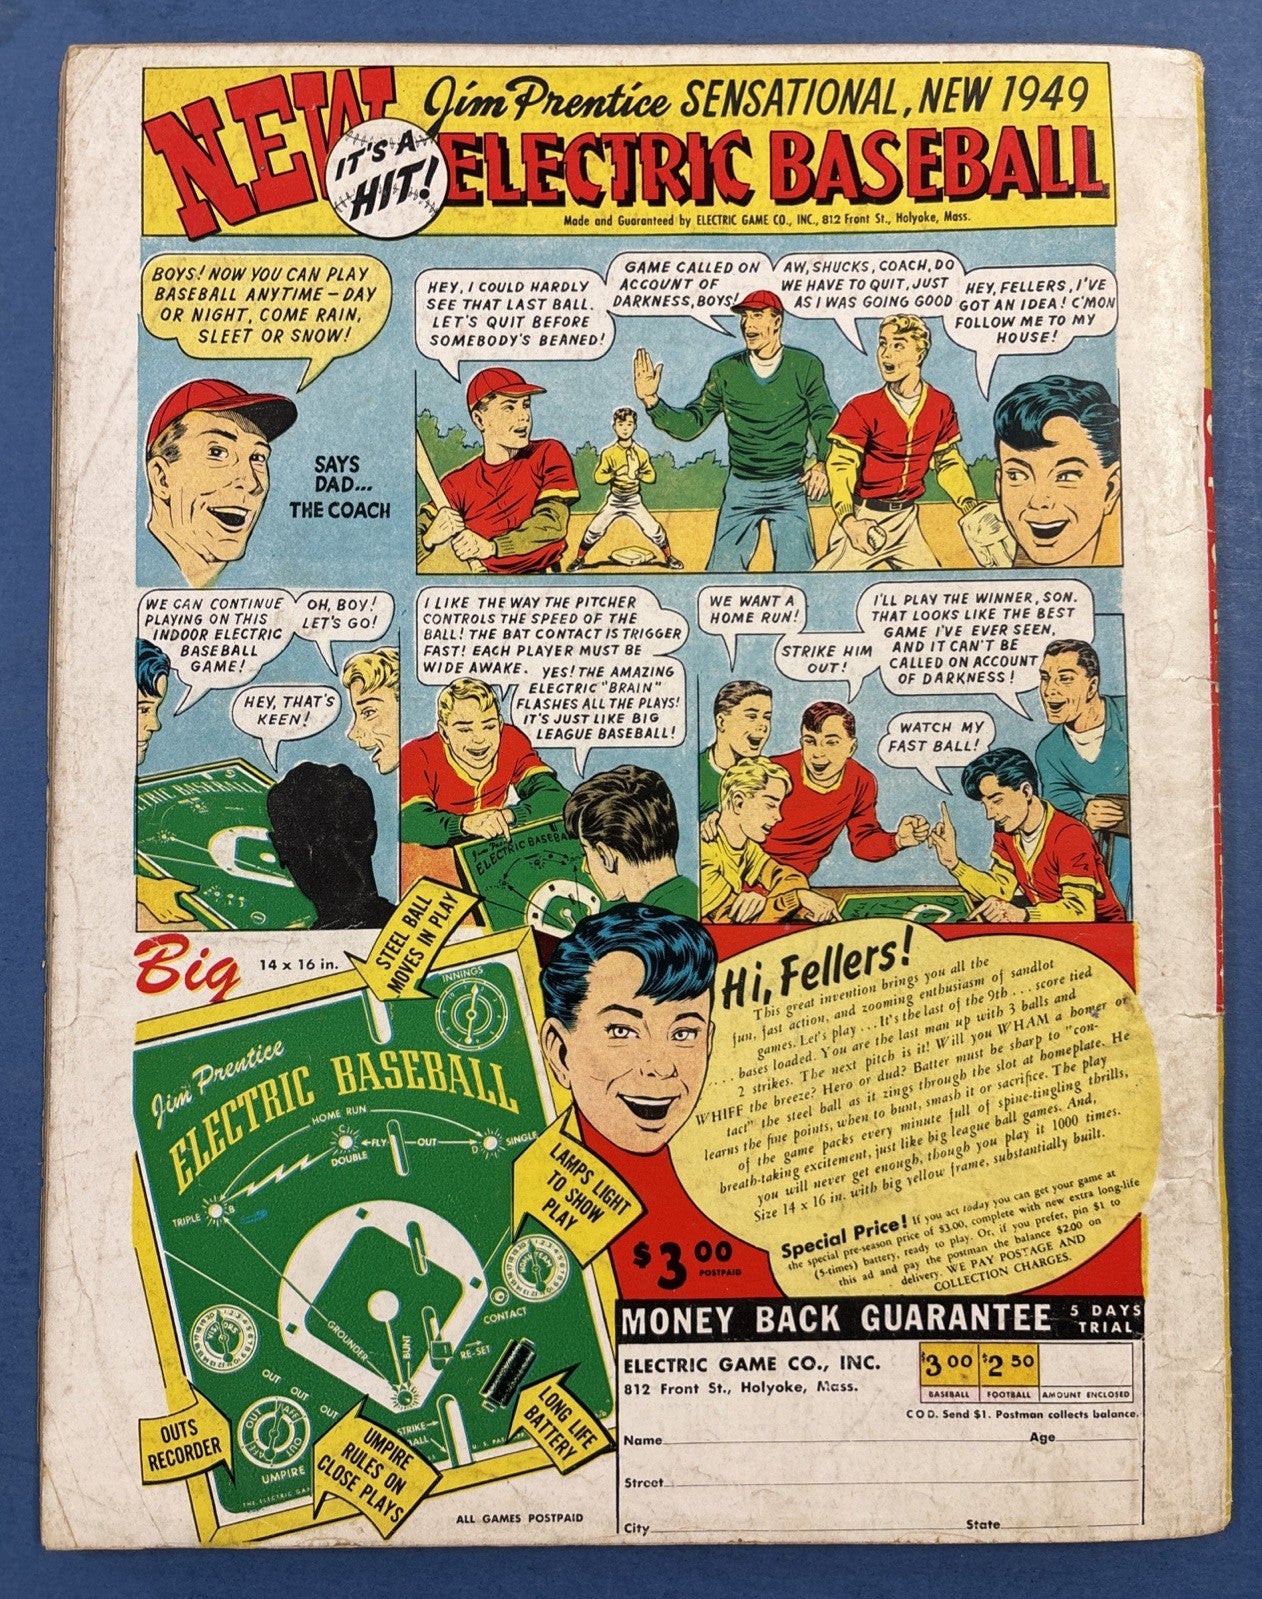 NEW
IT'S A
HIT!
Jim Prentice SENSATIONAL, NEW 1949
ELECTRIC BASEBALL
Made and Guaranteed by ELECTRIC GAME CO., INC., 812 Front St., Holyoke, Mass.
BOYS! NOW YOU CAN PLAY
BASEBALL ANYTIME - DAY
OR NIGHT, COME RAIN,
SLEET OR SNOW!
SAYS
DAD...
THE COACH
HEY, I COULD HARDLY
SEE THAT LAST BALL.
LET'S QUIT BEFORE
SOMEBODY'S BEANED!
GAME CALLED ON
ACCOUNT OF
DARKNESS, BOYS!
AW, SHUCKS, COACH, DO
WE HAVE TO QUIT, JUST
AS I WAS GOING GOOD
HEY, FELLERS, I'VE
GOT AN IDEA! C'MON
FOLLOW ME TO MY
HOUSE!
WE CAN CONTINUE
PLAYING ON THIS
INDOOR ELECTRIC
BASEBALL
GAME!
OH, BOY!
LET'S GO!
HEY, THAT'S
KEEN!
TRIC BASEBALL
I LIKE THE WAY THE PITCHER
CONTROLS THE SPEED OF THE
BALL! THE BAT CONTACT IS TRIGGER
FAST! EACH PLAYER MUST BE
WIDE AWAKE.
YES! THE AMAZING
ELECTRIC "BRAIN"
FLASHES ALL THE PLAYS!
IT'S JUST LIKE BIG
LEAGUE BASEBALL!
Jim Prentice
ELECTRIC BASEBA
WE WANT A
HOME RUN!
STRIKE HIM
OUT!
I'LL PLAY THE WINNER, SON.
THAT LOOKS LIKE THE BEST
GAME I'VE EVER SEEN,
AND IT CAN'T BE
CALLED ON ACCOUNT
OF DARKNESS!
WATCH MY
FAST BALL!
Big 14 x 16 in.
STEEL BALL
MOVES IN PLAY
INNINGS
Jim Prentice
ELECTRIC BASEBALL
HOME RUN
C
FLY
OUT
SINGLE
DOUBLE
D
TRIPLE
B
LAMPS LIGHT
TO SHOW
PLAY
VISITORS
CONTACT
GROUNDER
BUNT
RE-SET
OUT
OUT
OUT
OUT
SAFE
OUT
SAFE
UMPIRE
STRIKE
BALL
U. S. PAT.
THE ELECTRIC GA
OUTS
RECORDER
UMPIRE
RULES ON
CLOSE PLAYS
LONG LIFE
BATTERY
ALL GAMES POSTPAID
Hi, Fellers!
This great invention brings you all the
fun, fast action, and zooming enthusiasm of sandlot
games. Let's play . . . It's the last of the 9th . . . score tied
. . . . bases loaded. You are the last man up with 3 balls and
2 strikes. The next pitch is it! Will you WHAM a homer or
WHIFF the breeze? Hero or dud? Batter must be sharp to "con-
tact" the steel ball as it zings through the slot at homeplate. He
learns the fine points, when to bunt, smash it or sacrifice. The play
of the game packs every minute full of spine-tingling thrills,
breath-taking excitement, just like big league ball games. And,
you will never get enough, though you play it 1000 times.
Size 14 x 16 in. with big yellow frame, substantially built.
Special Price! If you act today you can get your game at
the special pre-season price of $3.00, complete with new extra long-life
(5-times) battery, ready to play. Or, if you prefer, pin $1 to
this ad and pay the postman the balance $2.00 on
delivery. WE PAY POSTAGE AND
COLLECTION CHARGES.
$3 00
POSTPAID
MONEY BACK GUARANTEE 5 DAYS
TRIAL
ELECTRIC GAME CO., INC.
812 Front St., Holyoke, Mass.
$3 00 $2 50
BASEBALL FOOTBALL AMOUNT ENCLOSED
C O D. Send $1. Postman collects balance.
Name Age
Street
City State